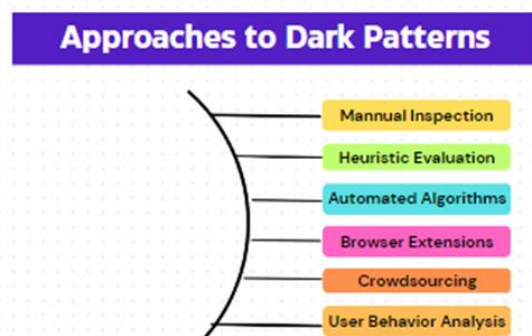 Approaches to Dark Patterns
Mannual Inspection
Heuristic Evaluation
Automated Algorithms
Browser Extensions
Crowdsourcing
User Behavior Analysis